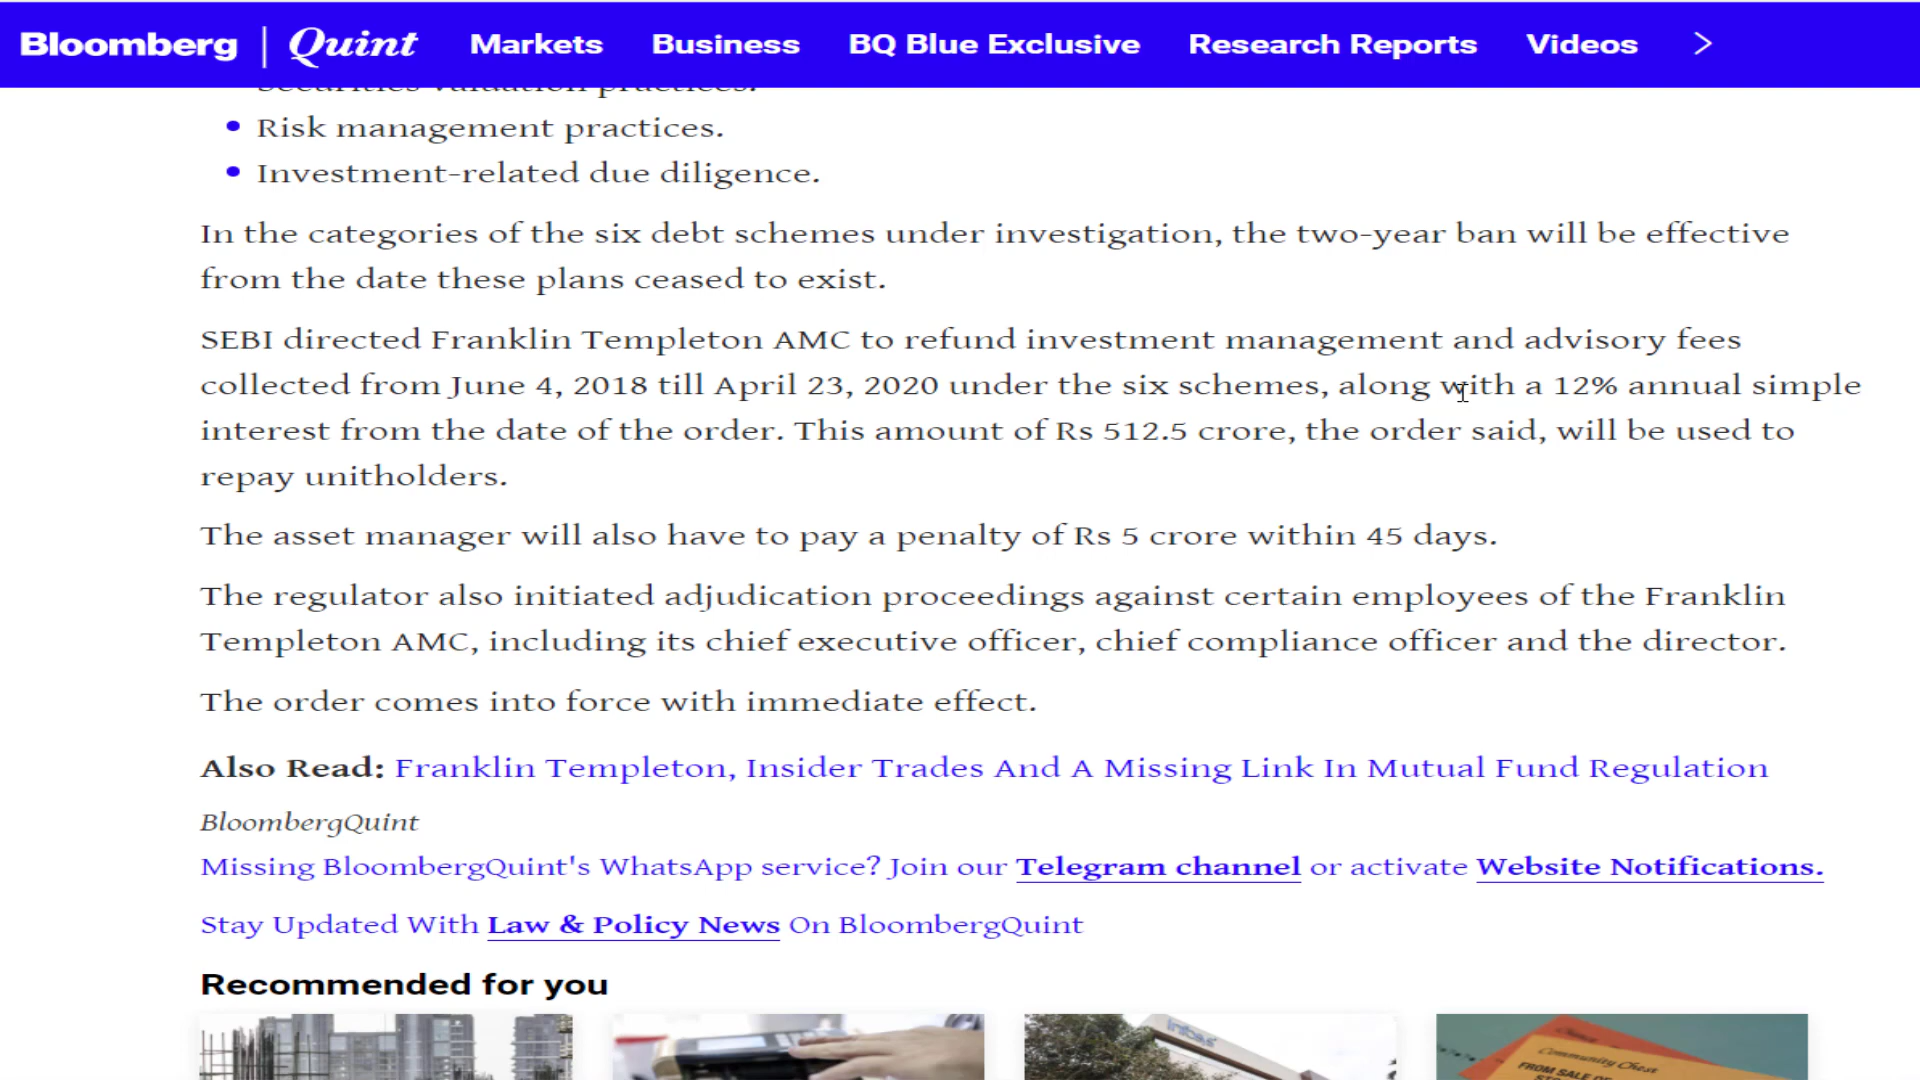 Bloomberg | Quint Markets Business BQ Blue Exclusive Research Reports Videos >
Securities valuation practices.
Risk management practices.
Investment-related due diligence.
In the categories of the six debt schemes under investigation, the two-year ban will be effective
from the date these plans ceased to exist.
SEBI directed Franklin Templeton AMC to refund investment management and advisory fees
collected from June 4, 2018 till April 23, 2020 under the six schemes, along with a 12% annual simple
interest from the date of the order. This amount of Rs 512.5 crore, the order said, will be used to
repay unitholders.
The asset manager will also have to pay a penalty of Rs 5 crore within 45 days.
The regulator also initiated adjudication proceedings against certain employees of the Franklin
Templeton AMC, including its chief executive officer, chief compliance officer and the director.
The order comes into force with immediate effect.
Also Read: Franklin Templeton, Insider Trades And A Missing Link In Mutual Fund Regulation
BloombergQuint
Missing BloombergQuint's WhatsApp service? Join our Telegram channel or activate Website Notifications.
Stay Updated With Law & Policy News On BloombergQuint
Recommended for you
Infosys
Community Chest
FROM SALE OF